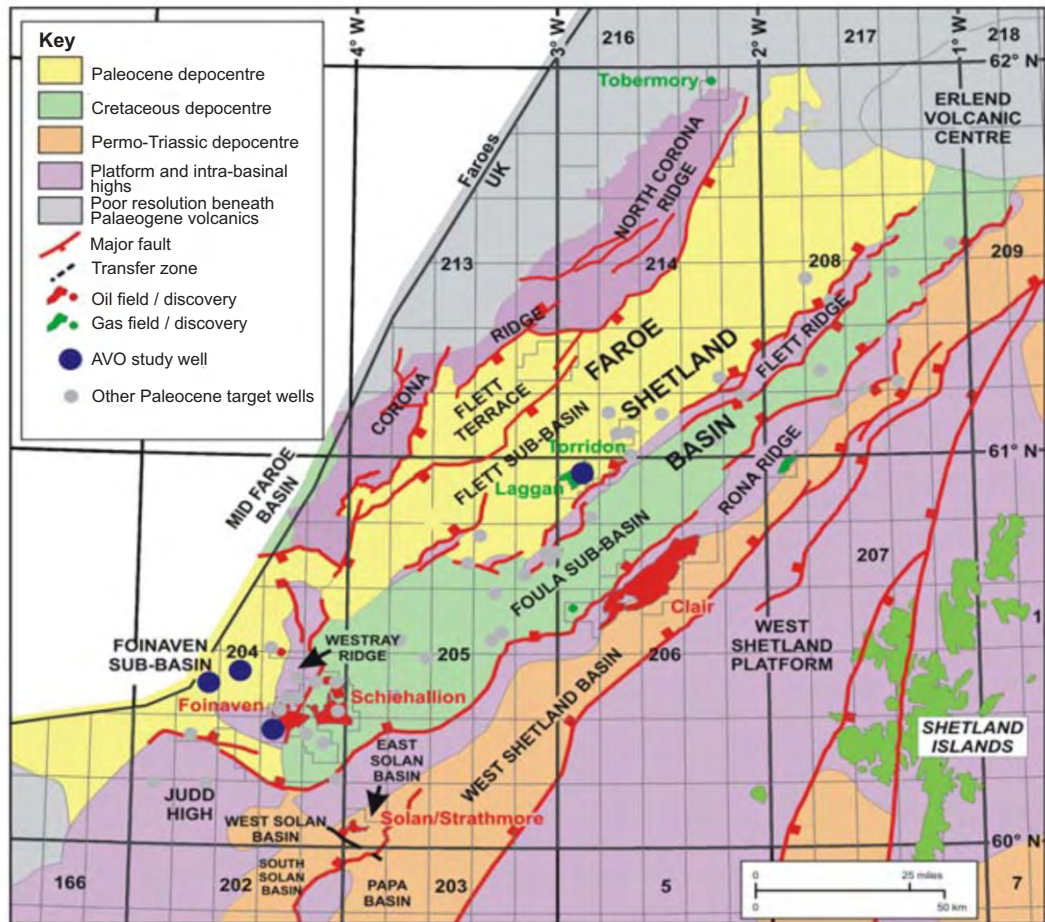 Key
Paleocene depocentre
Cretaceous depocentre
Permo-Triassic depocentre
Platform and intra-basinal
highs
Poor resolution beneath
Palaeogene volcanics
Major fault
Transfer zone
Oil field / discovery
Gas field / discovery
AVO study well
Other Paleocene target wells
4° W
3° W
2° W
1° W
216
217
218
62° N
Tobermory
ERLEND
VOLCANIC
CENTRE
Faroes
UK
NORTH CORONA
RIDGE
213
214
208
209
CORONA
RIDGE
FLETT
TERRACE
FAROE
SHETLAND
BASIN
FLETT RIDGE
FLETT SUB-BASIN
Torridon
Laggan
61° N
MID FAROE
BASIN
RONA RIDGE
FOULA SUB-BASIN
207
Clair
1
FOINAVEN
SUB-BASIN
204
WESTRAY
RIDGE
205
206
WEST
SHETLAND
PLATFORM
Foinaven
Schiehallion
WEST SHETLAND BASIN
SHETLAND
ISLANDS
EAST
SOLAN
BASIN
JUDD
HIGH
WEST SOLAN
BASIN
Solan/Strathmore
60° N
SOUTH
SOLAN
BASIN
PAPA
BASIN
166
202
203
5
7
0
25 miles
0
50 km